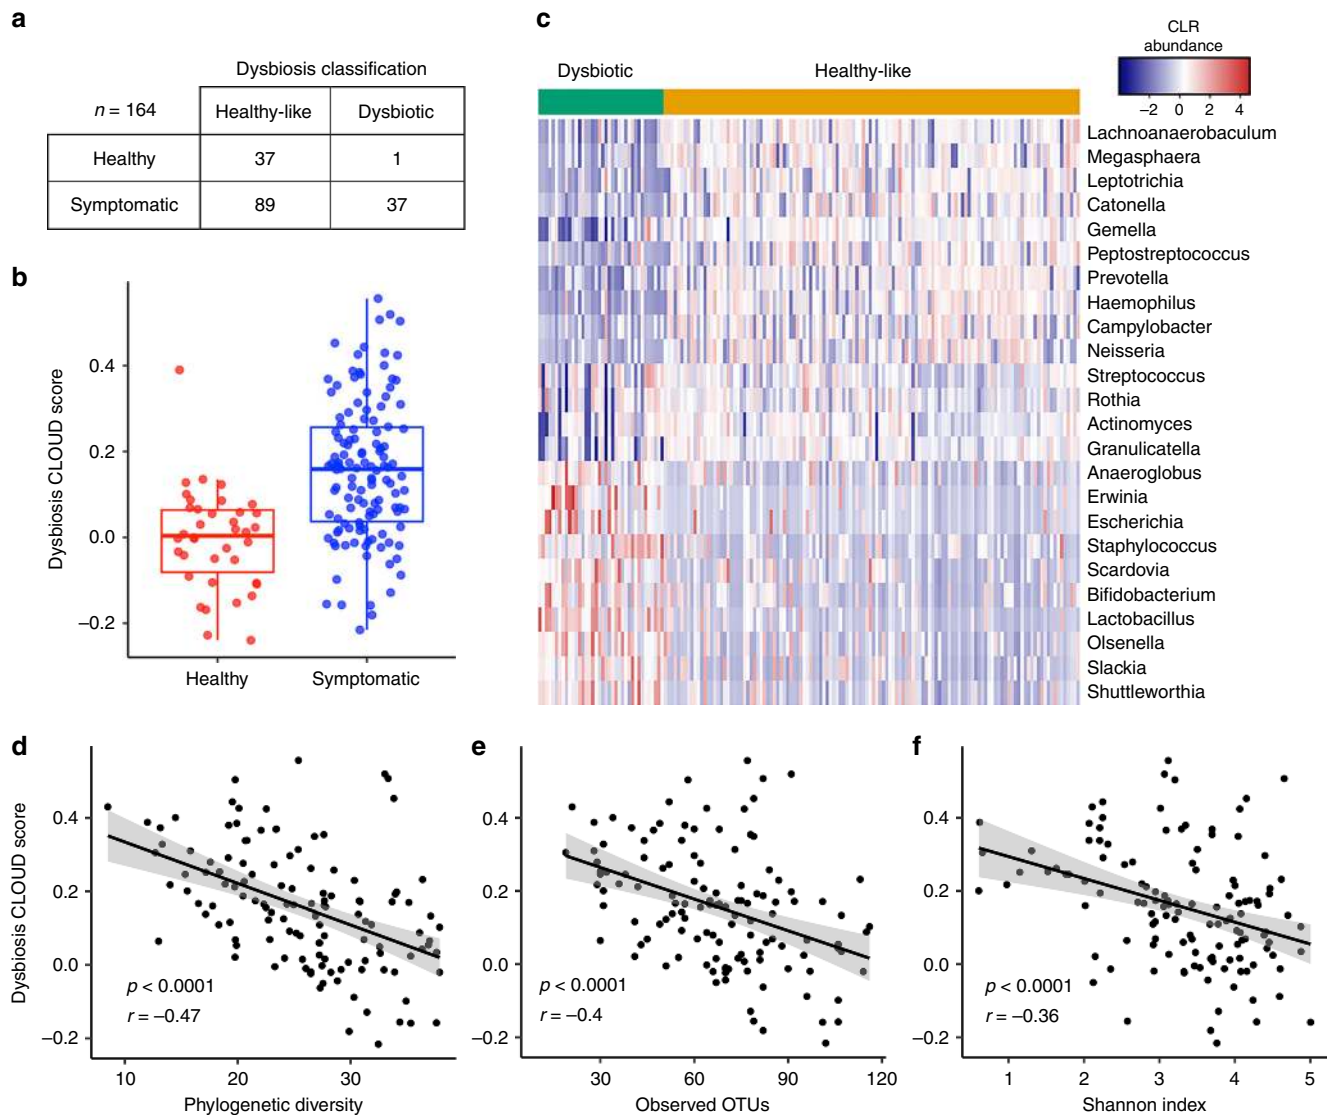 a
Dysbiosis classification
n = 164
Healthy-like
Dysbiotic
Healthy
37
1
Symptomatic
89
37
b
Dysbiosis CLOUD score
0.4
0.2
0.0
–0.2
Healthy
Symptomatic
c
CLR
abundance
–2 0 2 4
Dysbiotic
Healthy-like
Lachnoanaerobaculum
Megasphaera
Leptotrichia
Catonella
Gemella
Peptostreptococcus
Prevotella
Haemophilus
Campylobacter
Neisseria
Streptococcus
Rothia
Actinomyces
Granulicatella
Anaeroglobus
Erwinia
Escherichia
Staphylococcus
Scardovia
Bifidobacterium
Lactobacillus
Olsenella
Slackia
Shuttleworthia
d
Dysbiosis CLOUD score
0.4
0.2
0.0
–0.2
p < 0.0001
r = –0.47
10 20 30
Phylogenetic diversity
e
0.4
0.2
0.0
–0.2
p < 0.0001
r = –0.4
30 60 90 120
Observed OTUs
f
0.4
0.2
0.0
–0.2
p < 0.0001
r = –0.36
1 2 3 4 5
Shannon index